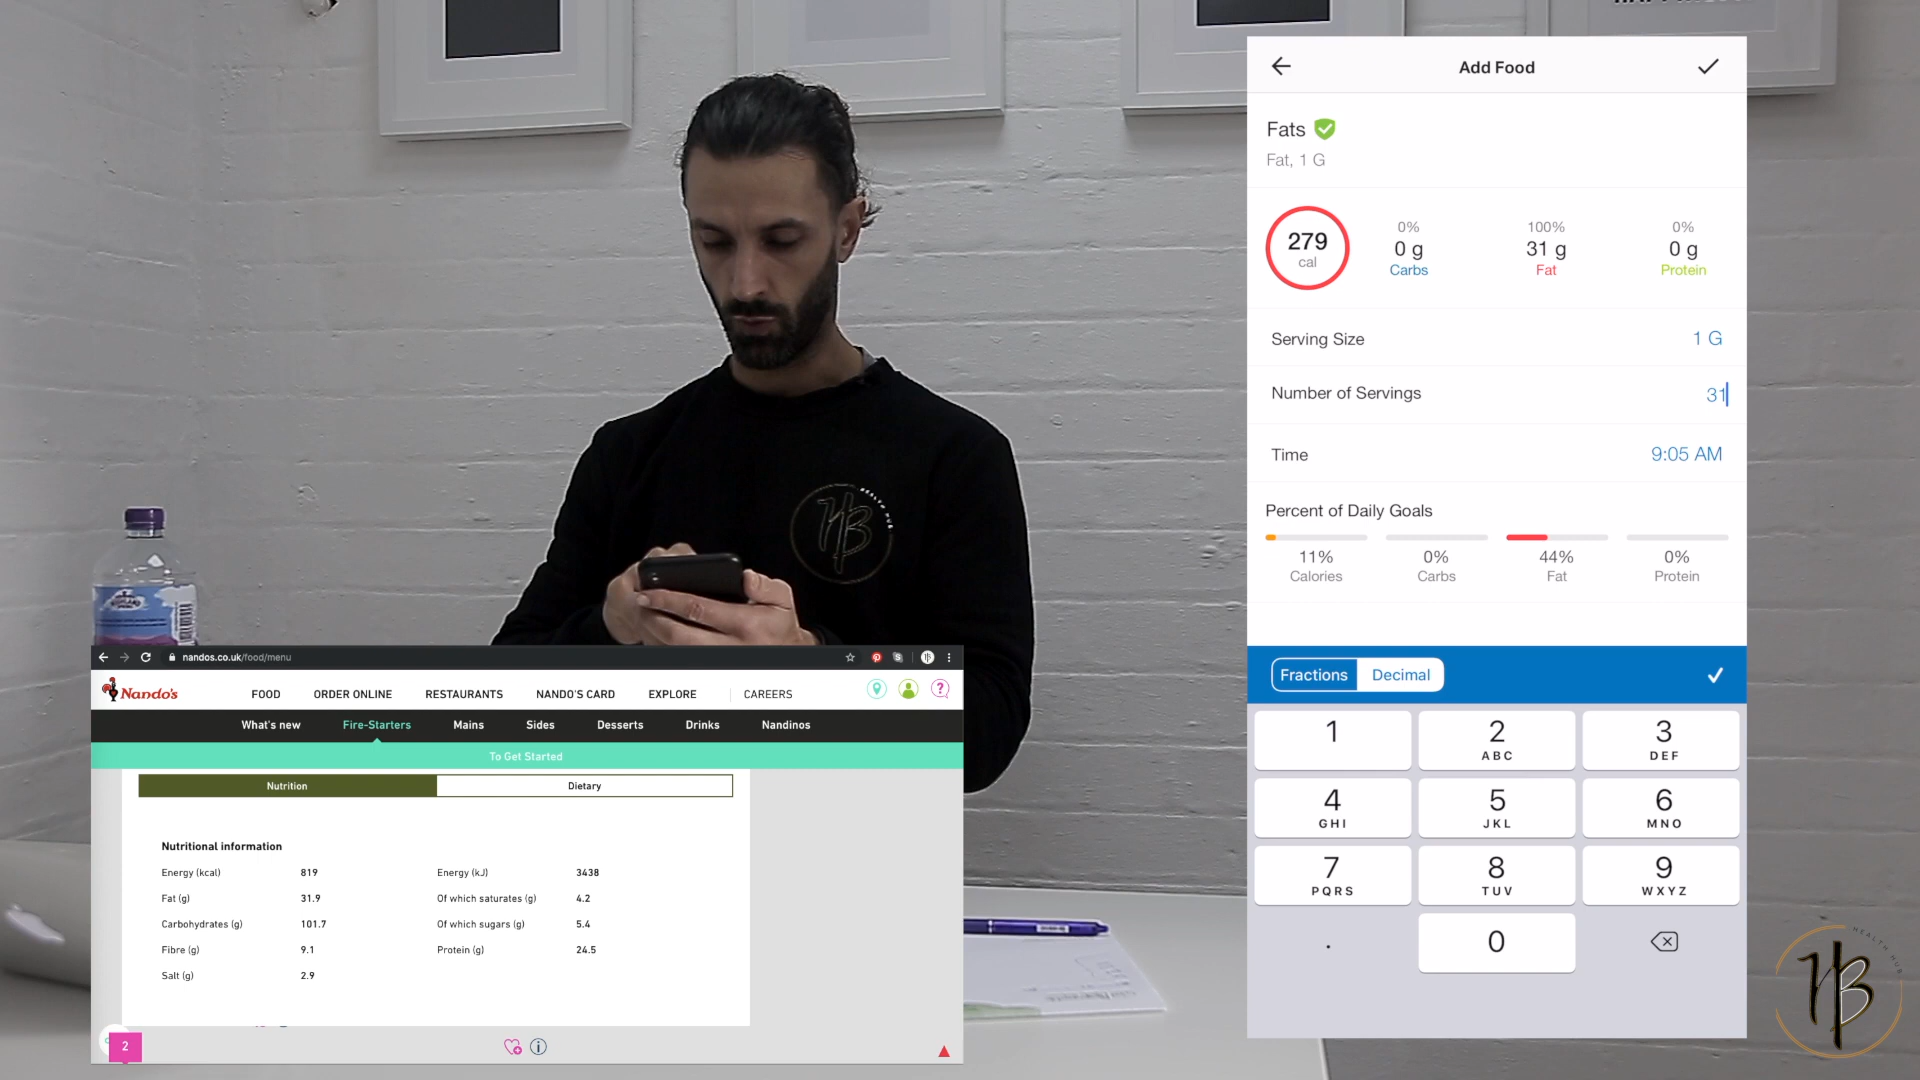 Add Food
Fats
Fat, 1 G
279
cal
0%
0 g
Carbs
100%
31 g
Fat
0%
0 g
Protein
Serving Size
1 G
Number of Servings
31
Time
9:05 AM
Percent of Daily Goals
11%
Calories
0%
Carbs
44%
Fat
0%
Protein
Fractions
Decimal
1
2
ABC
3
DEF
4
GHI
5
JKL
6
MNO
7
PQRS
8
TUV
9
WXYZ
.
0
HEALTH HUB
HB
nandos.co.uk/food/menu
Nando's
FOOD
ORDER ONLINE
RESTAURANTS
NANDO'S CARD
EXPLORE
CAREERS
What's new
Fire-Starters
Mains
Sides
Desserts
Drinks
Nandinos
To Get Started
Nutrition
Dietary
Nutritional information
Energy (kcal) 819
Energy (kJ) 3438
Fat (g) 31.9
Of which saturates (g) 4.2
Carbohydrates (g) 101.7
Of which sugars (g) 5.4
Fibre (g) 9.1
Protein (g) 24.5
Salt (g) 2.9
2
HEALTH HUB
HB